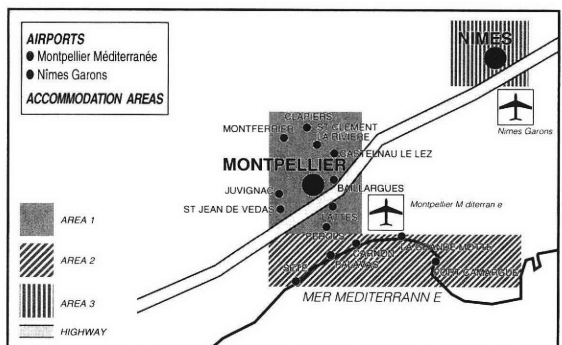 AIRPORTS
Montpellier Méditerranée
Nîmes Garons
ACCOMMODATION AREAS
NIMES
Nimes Garons
CLAPIERS
MONTFERRIER
ST CLEMENT
LA RIVIERE
CASTELNAU LE LEZ
MONTPELLIER
JUVIGNAC
BAILLARGUES
ST JEAN DE VEDAS
LATTES
Montpellier M diterran e
PEROLS
LA GRANDE MOTTE
CARNON
PALAVAS
SETE
PORT CAMARGUE
MER MEDITERRANN E
AREA 1
AREA 2
AREA 3
HIGHWAY